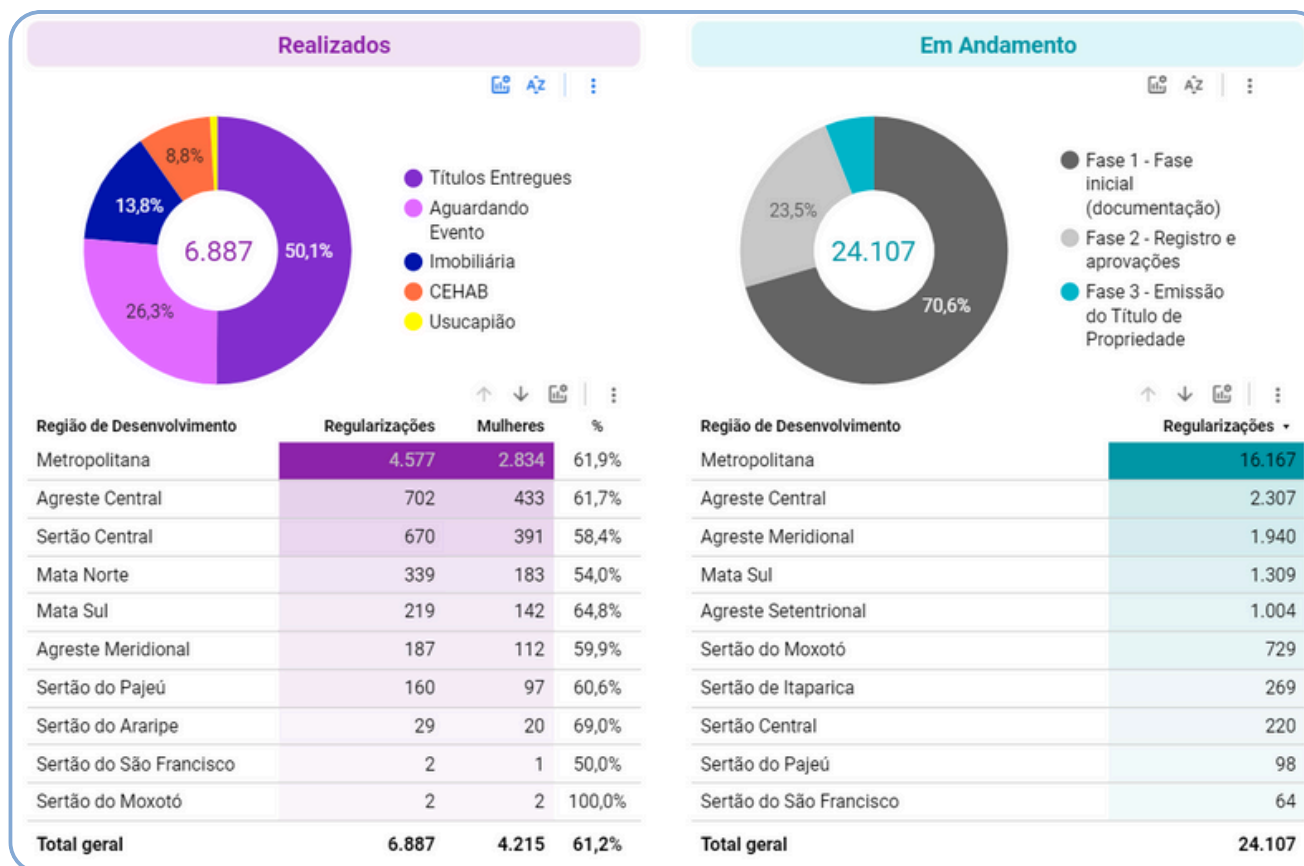 Realizados
8,8%
13,8%
6.887
50,1%
26,3%
Títulos Entregues
Aguardando
Evento
Imobiliária
CEHAB
Usucapião
Região de Desenvolvimento Regularizações Mulheres %
Metropolitana 4.577 2.834 61,9%
Agreste Central 702 433 61,7%
Sertão Central 670 391 58,4%
Mata Norte 339 183 54,0%
Mata Sul 219 142 64,8%
Agreste Meridional 187 112 59,9%
Sertão do Pajeú 160 97 60,6%
Sertão do Araripe 29 20 69,0%
Sertão do São Francisco 2 1 50,0%
Sertão do Moxotó 2 2 100,0%
Total geral 6.887 4.215 61,2%
Em Andamento
23,5%
24.107
70,6%
Fase 1 - Fase
inicial
(documentação)
Fase 2 - Registro e
aprovações
Fase 3 - Emissão
do Título de
Propriedade
Região de Desenvolvimento Regularizações
Metropolitana 16.167
Agreste Central 2.307
Agreste Meridional 1.940
Mata Sul 1.309
Agreste Setentrional 1.004
Sertão do Moxotó 729
Sertão de Itaparica 269
Sertão Central 220
Sertão do Pajeú 98
Sertão do São Francisco 64
Total geral 24.107